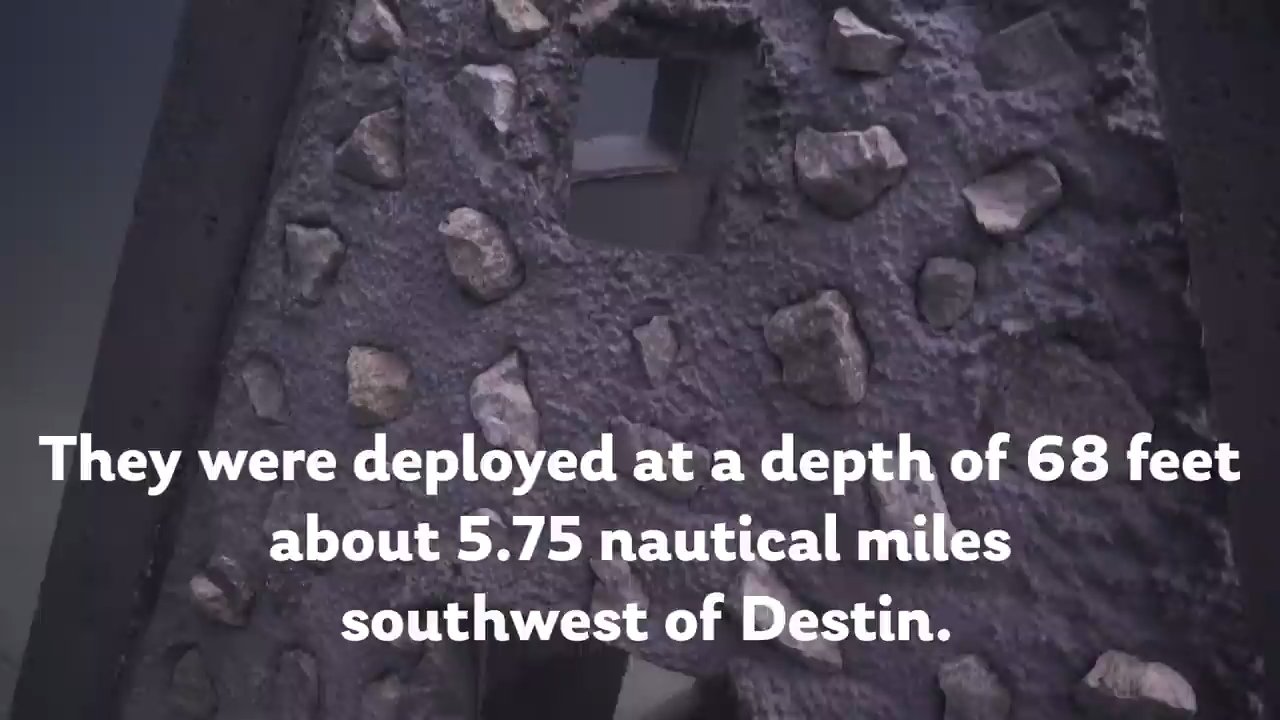 They were deployed at a depth of 68 feet
about 5.75 nautical miles
southwest of Destin.